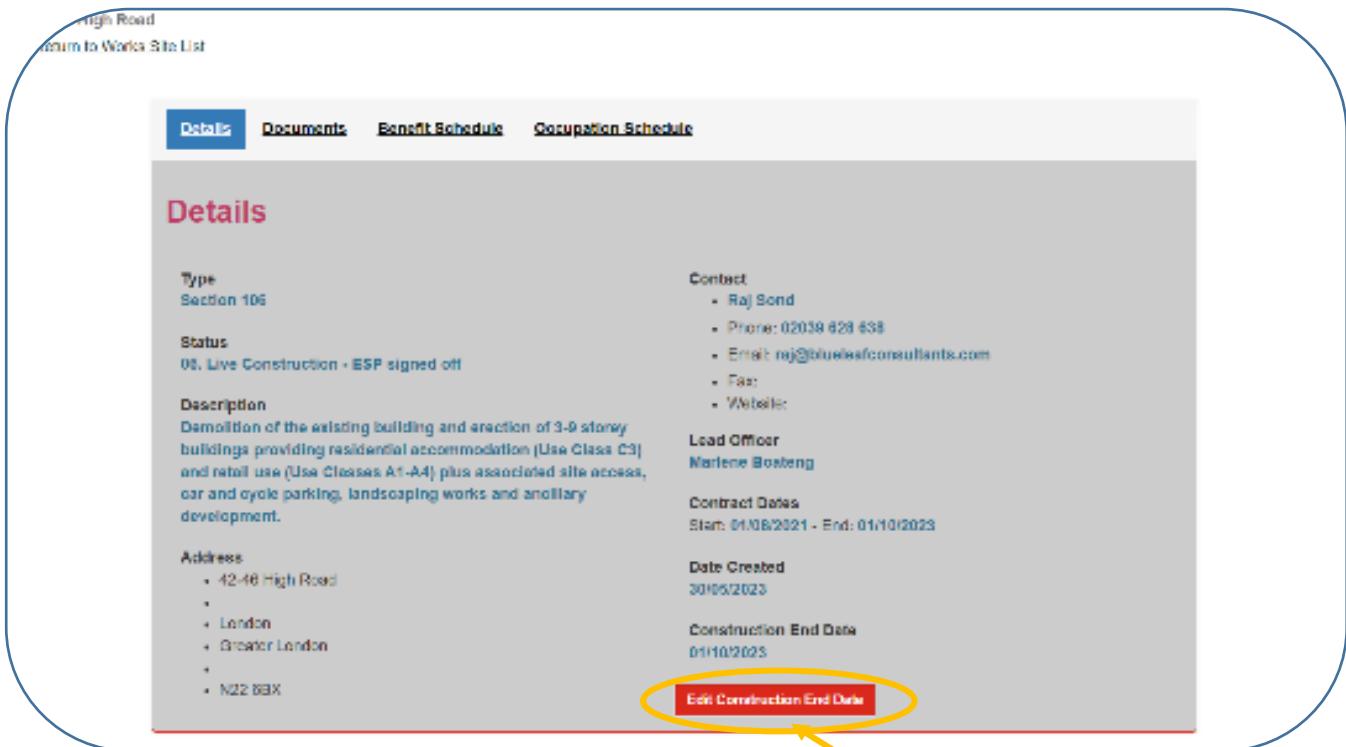 High Road
Return to Works Site List
Details Documents Benefit Schedule Occupation Schedule
Details
Type
Section 106
Status
06. Live Construction - ESP signed off
Description
Demolition of the existing building and erection of 3-9 storey
buildings providing residential accommodation (Use Class C3)
and retail use (Use Classes A1-A4) plus associated site access,
car and cycle parking, landscaping works and ancillary
development.
Address
42-46 High Road
London
Greater London
N22 6BX
Contact
Raj Sond
Phone: 02039 628 638
Email: raj@blueleafconsultants.com
Fax:
Website:
Lead Officer
Marlene Boateng
Contract Dates
Start: 01/08/2021 - End: 01/10/2023
Date Created
30/05/2023
Construction End Date
01/10/2023
Edit Construction End Date